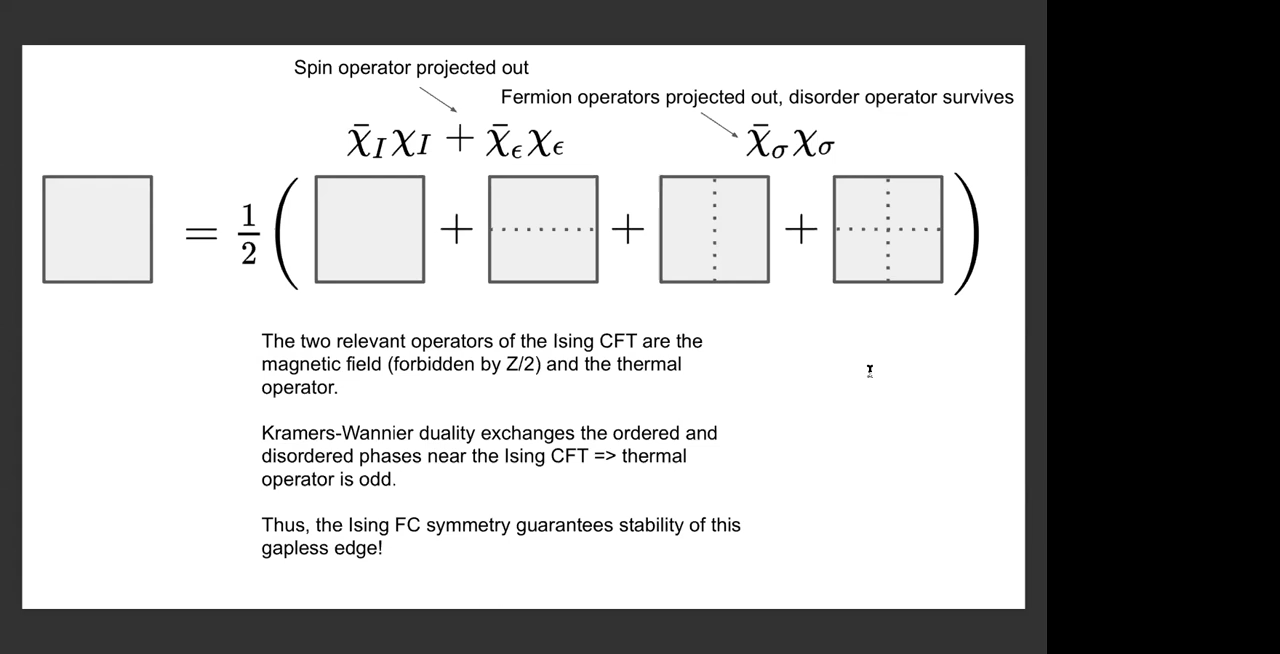 Spin operator projected out
Fermion operators projected out, disorder operator survives
χ̄_I χ_I + χ̄_ϵ χ_ϵ    χ̄_σ χ_σ
= 1/2 ( + + + )
The two relevant operators of the Ising CFT are the
magnetic field (forbidden by Z/2) and the thermal
operator.
Kramers-Wannier duality exchanges the ordered and
disordered phases near the Ising CFT => thermal
operator is odd.
Thus, the Ising FC symmetry guarantees stability of this
gapless edge!